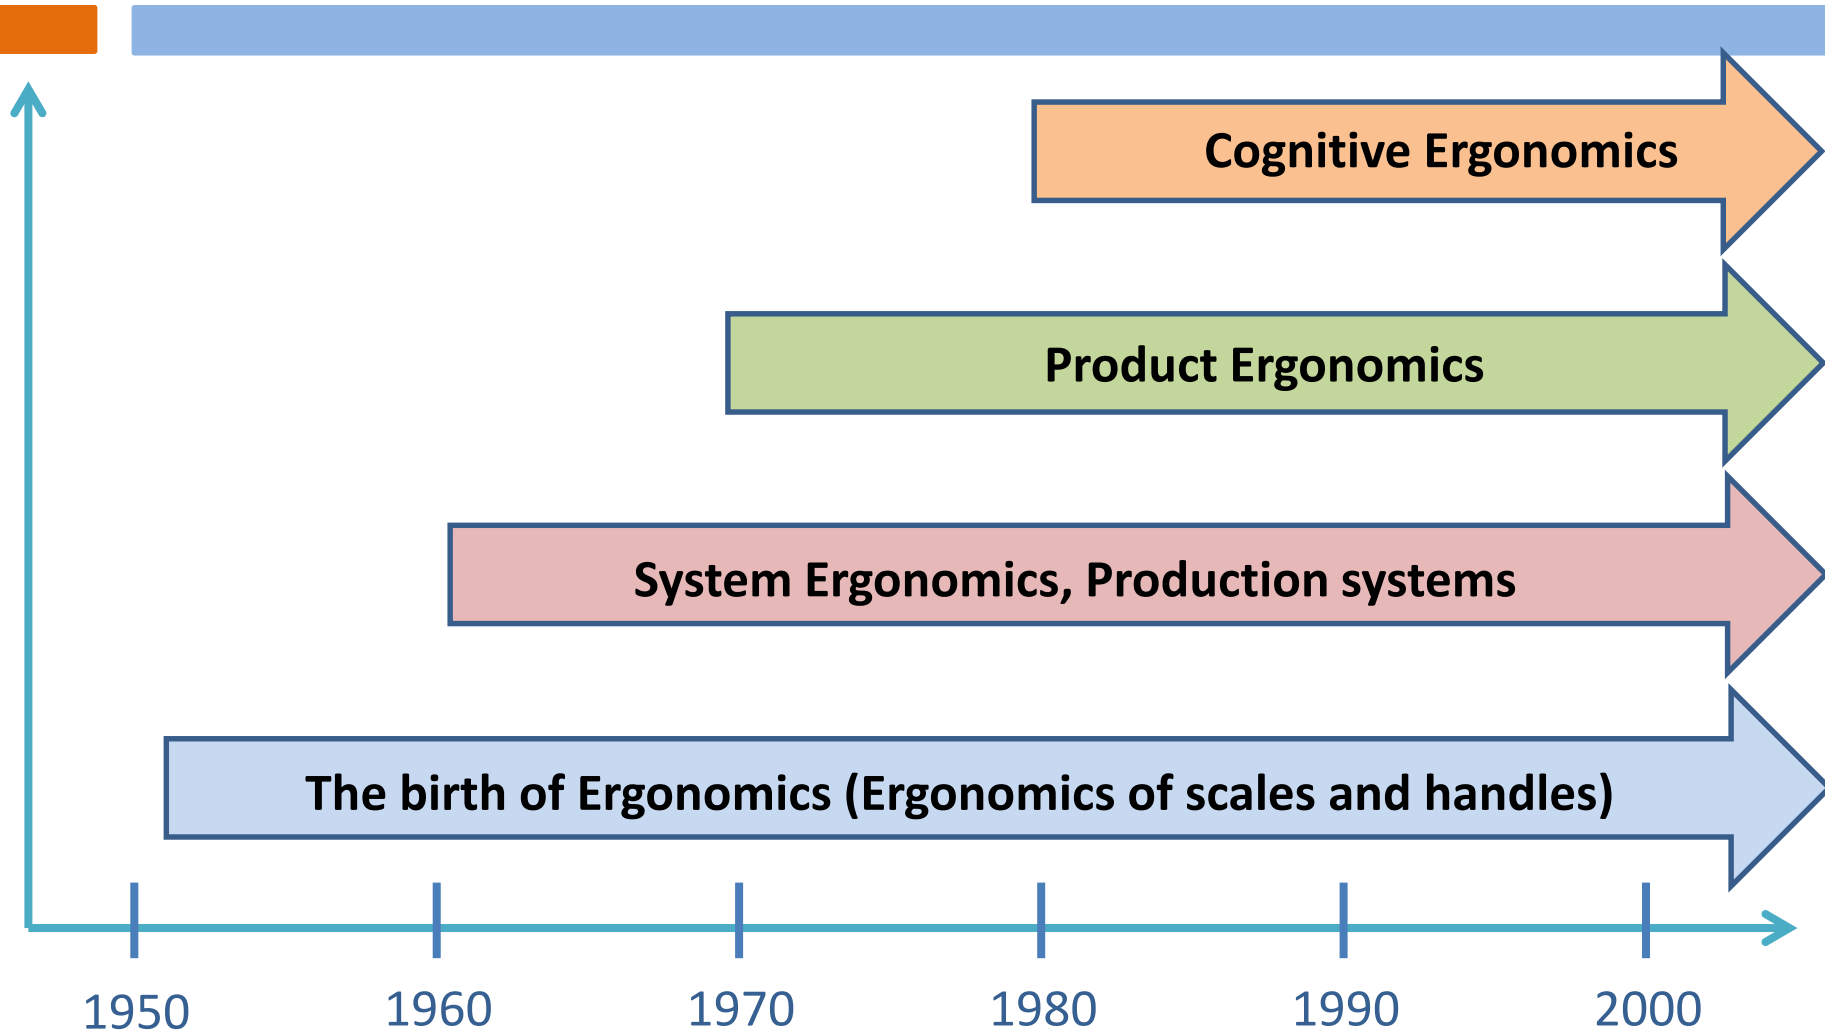 Cognitive Ergonomics
Product Ergonomics
System Ergonomics, Production systems
The birth of Ergonomics (Ergonomics of scales and handles)
1950 1960 1970 1980 1990 2000